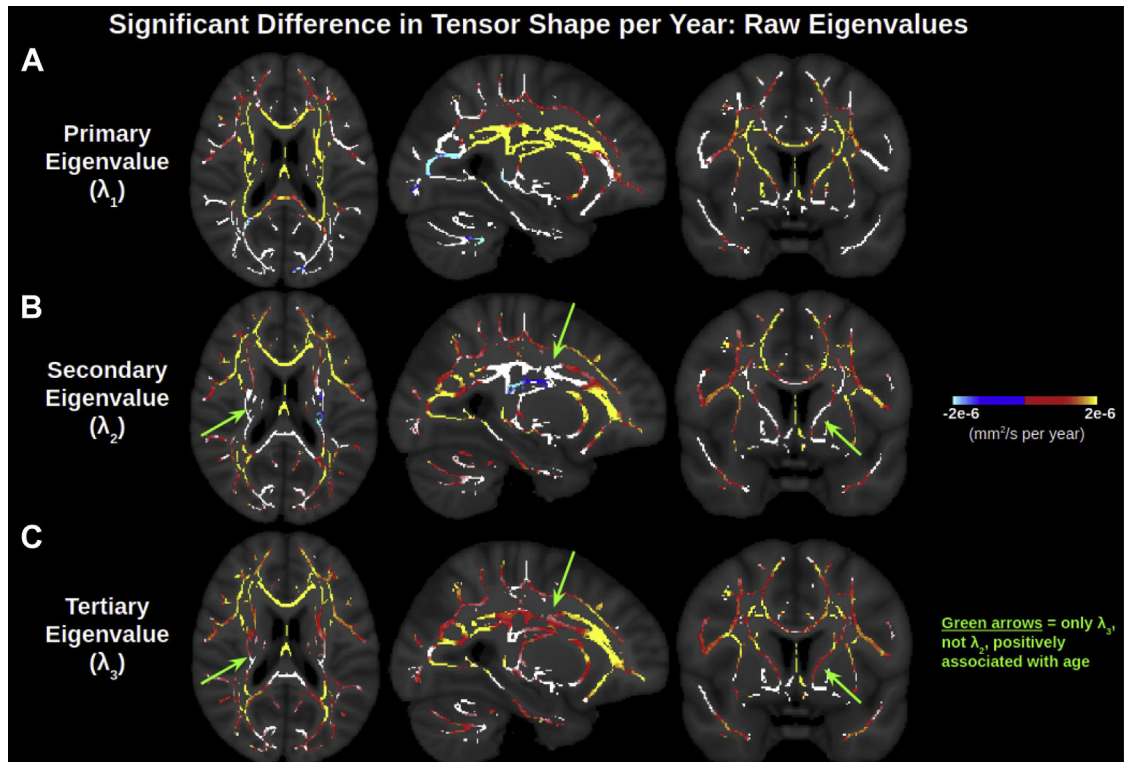 Significant Difference in Tensor Shape per Year: Raw Eigenvalues
A
Primary
Eigenvalue
(λ₁)
B
Secondary
Eigenvalue
(λ₂)
-2e-6 2e-6
(mm²/s per year)
C
Tertiary
Eigenvalue
(λ₃)
Green arrows = only λ₃,
not λ₂, positively
associated with age